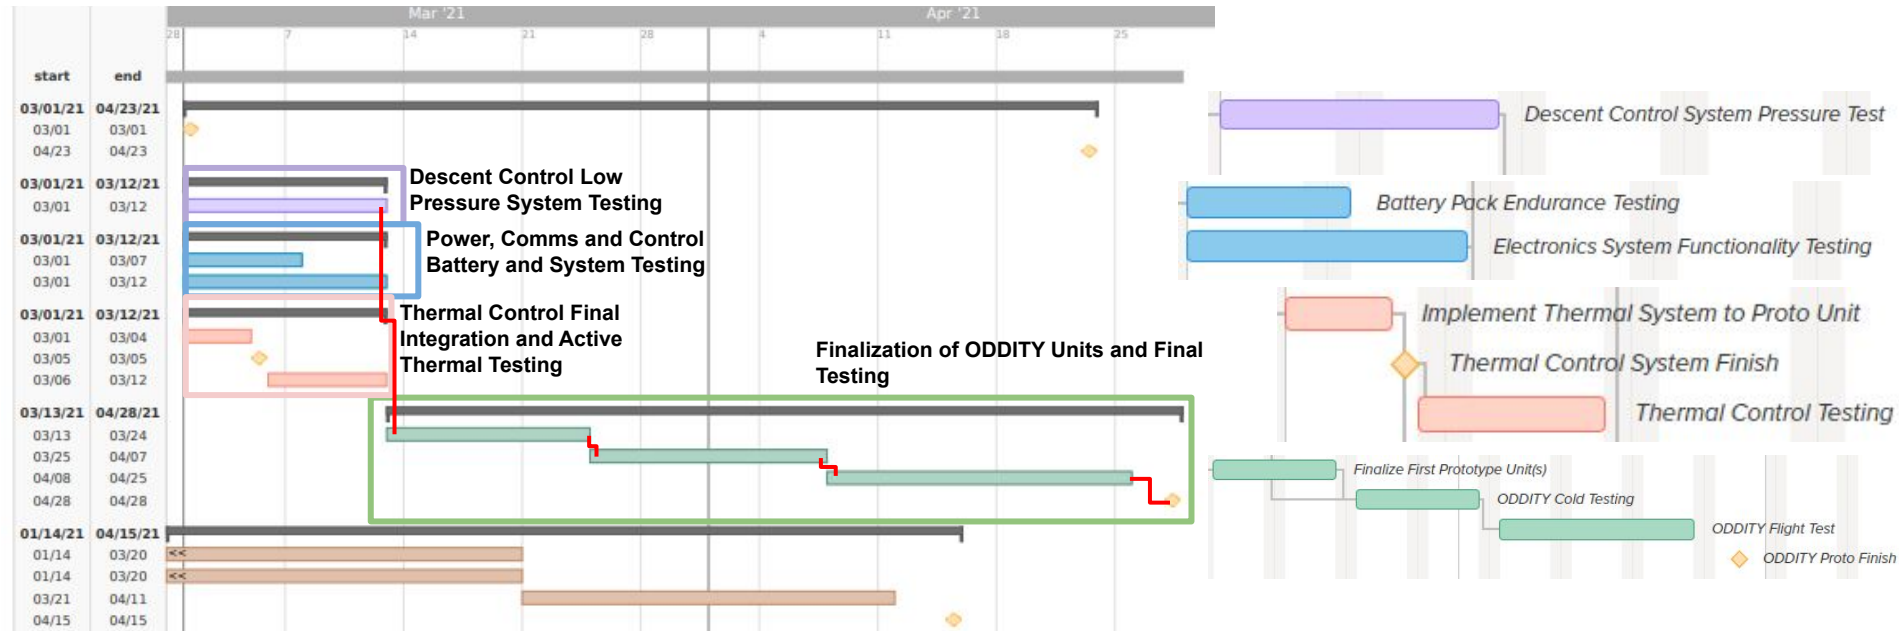 Mar '21 Apr '21
28 7 14 21 28 4 11 18 25
start end
03/01/21 04/23/21
03/01 03/01
04/23 04/23
03/01/21 03/12/21
03/01 03/12
03/01/21 03/12/21
03/01 03/07
03/01 03/12
03/01/21 03/12/21
03/01 03/04
03/05 03/05
03/06 03/12
03/13/21 04/28/21
03/13 03/24
03/25 04/07
04/08 04/25
04/28 04/28
01/14/21 04/15/21
01/14 03/20 <<
01/14 03/20 <<
03/21 04/11
04/15 04/15
Descent Control Low
Pressure System Testing
Power, Comms and Control
Battery and System Testing
Thermal Control Final
Integration and Active
Thermal Testing
Finalization of ODDITY Units and Final
Testing
Descent Control System Pressure Test
Battery Pack Endurance Testing
Electronics System Functionality Testing
Implement Thermal System to Proto Unit
Thermal Control System Finish
Thermal Control Testing
Finalize First Prototype Unit(s)
ODDITY Cold Testing
ODDITY Flight Test
ODDITY Proto Finish